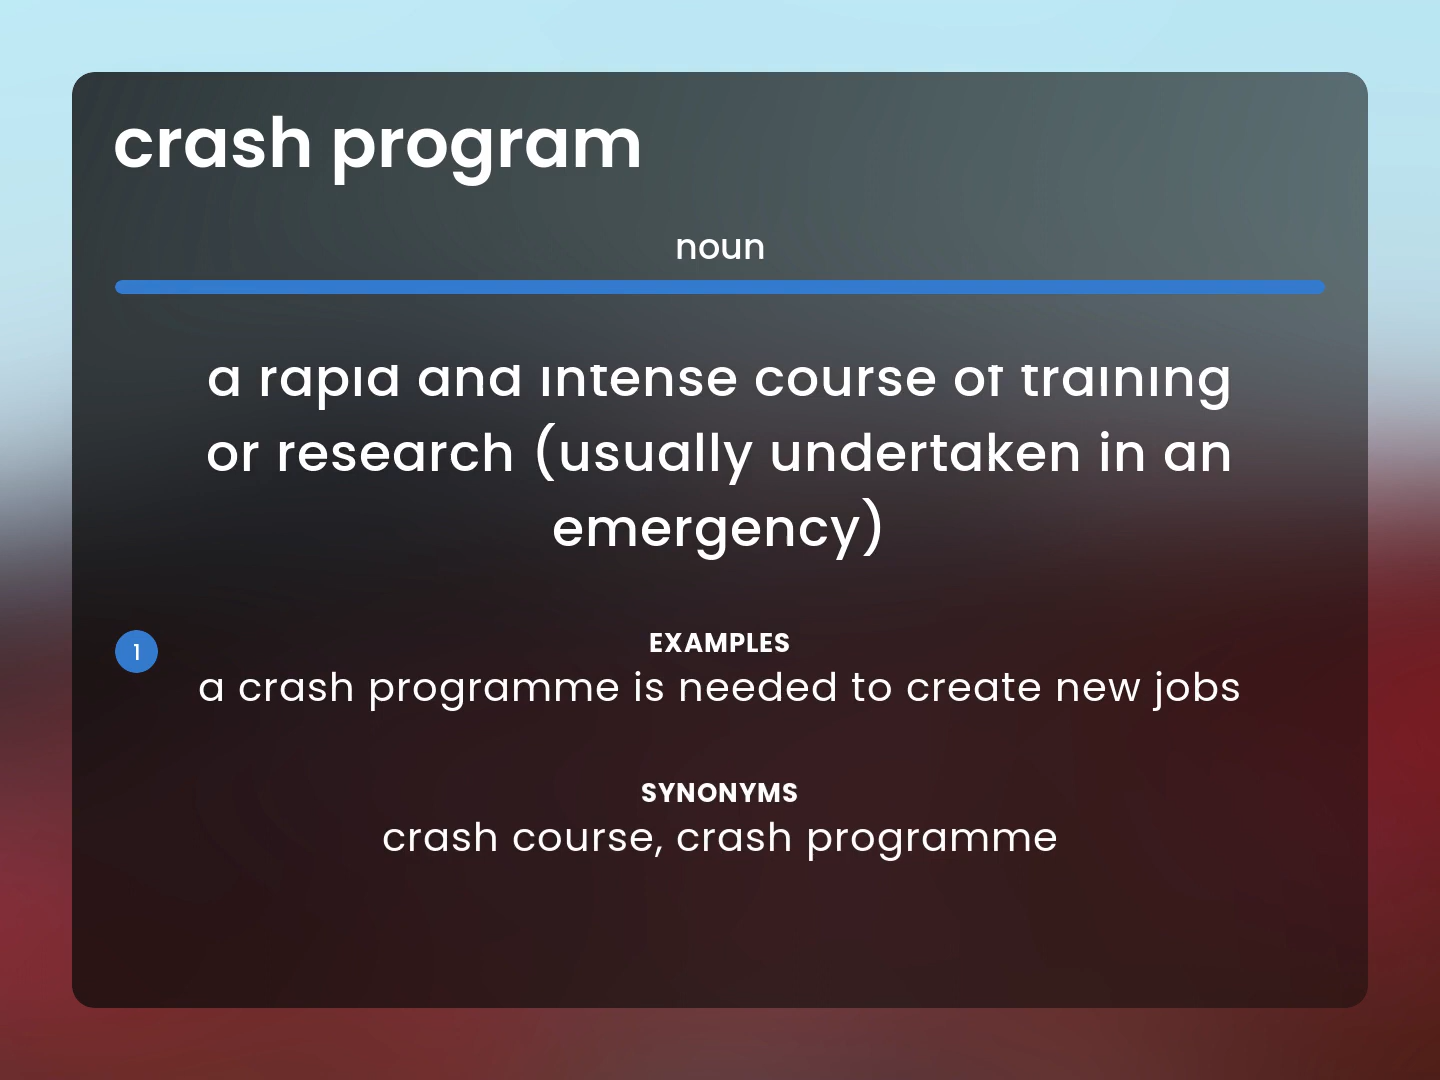 crash program
noun
a rapid and intense course of training
or research (usually undertaken in an
emergency)
1
EXAMPLES
a crash programme is needed to create new jobs
SYNONYMS
crash course, crash programme